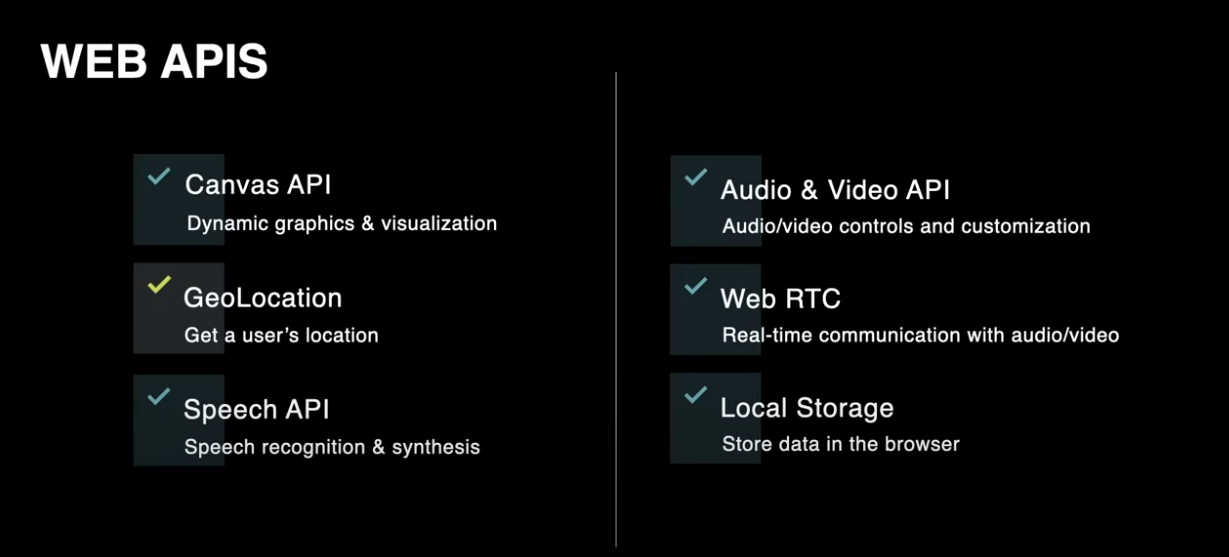 WEB APIS
Canvas API
Dynamic graphics & visualization
GeoLocation
Get a user’s location
Speech API
Speech recognition & synthesis
Audio & Video API
Audio/video controls and customization
Web RTC
Real-time communication with audio/video
Local Storage
Store data in the browser